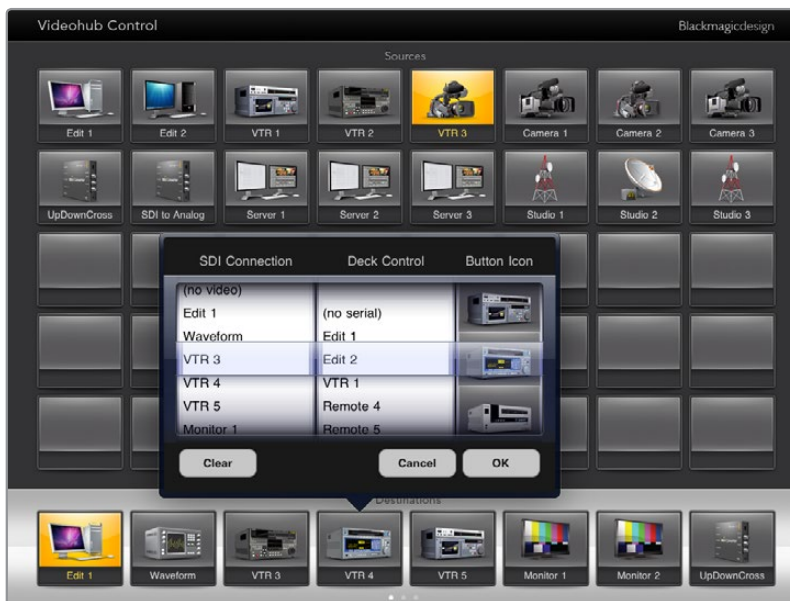 Videohub Control
Blackmagicdesign
Sources
Edit 1
Edit 2
VTR 1
VTR 2
VTR 3
Camera 1
Camera 2
Camera 3
UpDownCross
SDI to Analog
Server 1
Server 2
Server 3
Studio 1
Studio 2
Studio 3
SDI Connection
Deck Control
Button Icon
(no video)
Edit 1
(no serial)
Waveform
Edit 1
VTR 3
Edit 2
VTR 4
VTR 1
VTR 5
Remote 4
Monitor 1
Remote 5
Clear
Cancel
OK
Destinations
Edit 1
Waveform
VTR 3
VTR 4
VTR 5
Monitor 1
Monitor 2
UpDownCross